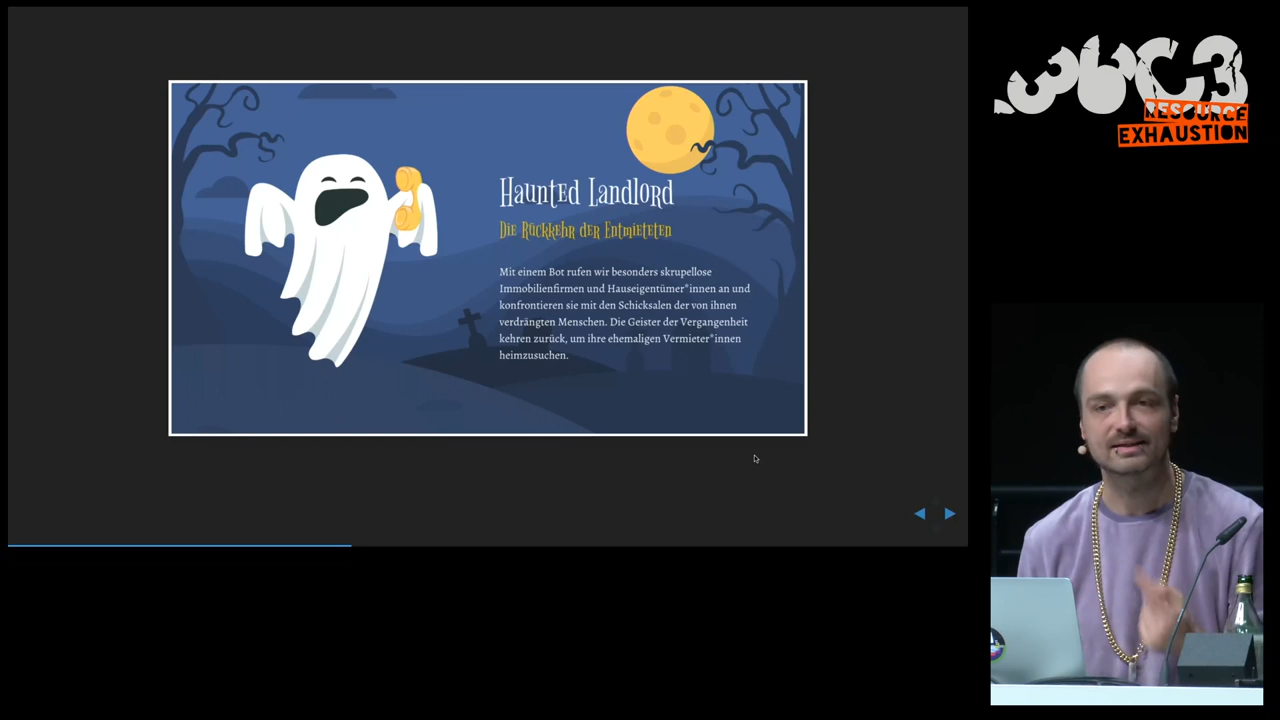 36C3
RESOURCE
EXHAUSTION
Haunted Landlord
Die Rückkehr der Entmieteten
Mit einem Bot rufen wir besonders skrupellose
Immobilienfirmen und Hauseigentümer*innen an und
konfrontieren sie mit den Schicksalen der von ihnen
verdrängten Menschen. Die Geister der Vergangenheit
kehren zurück, um ihre ehemaligen Vermieter*innen
heimzusuchen.